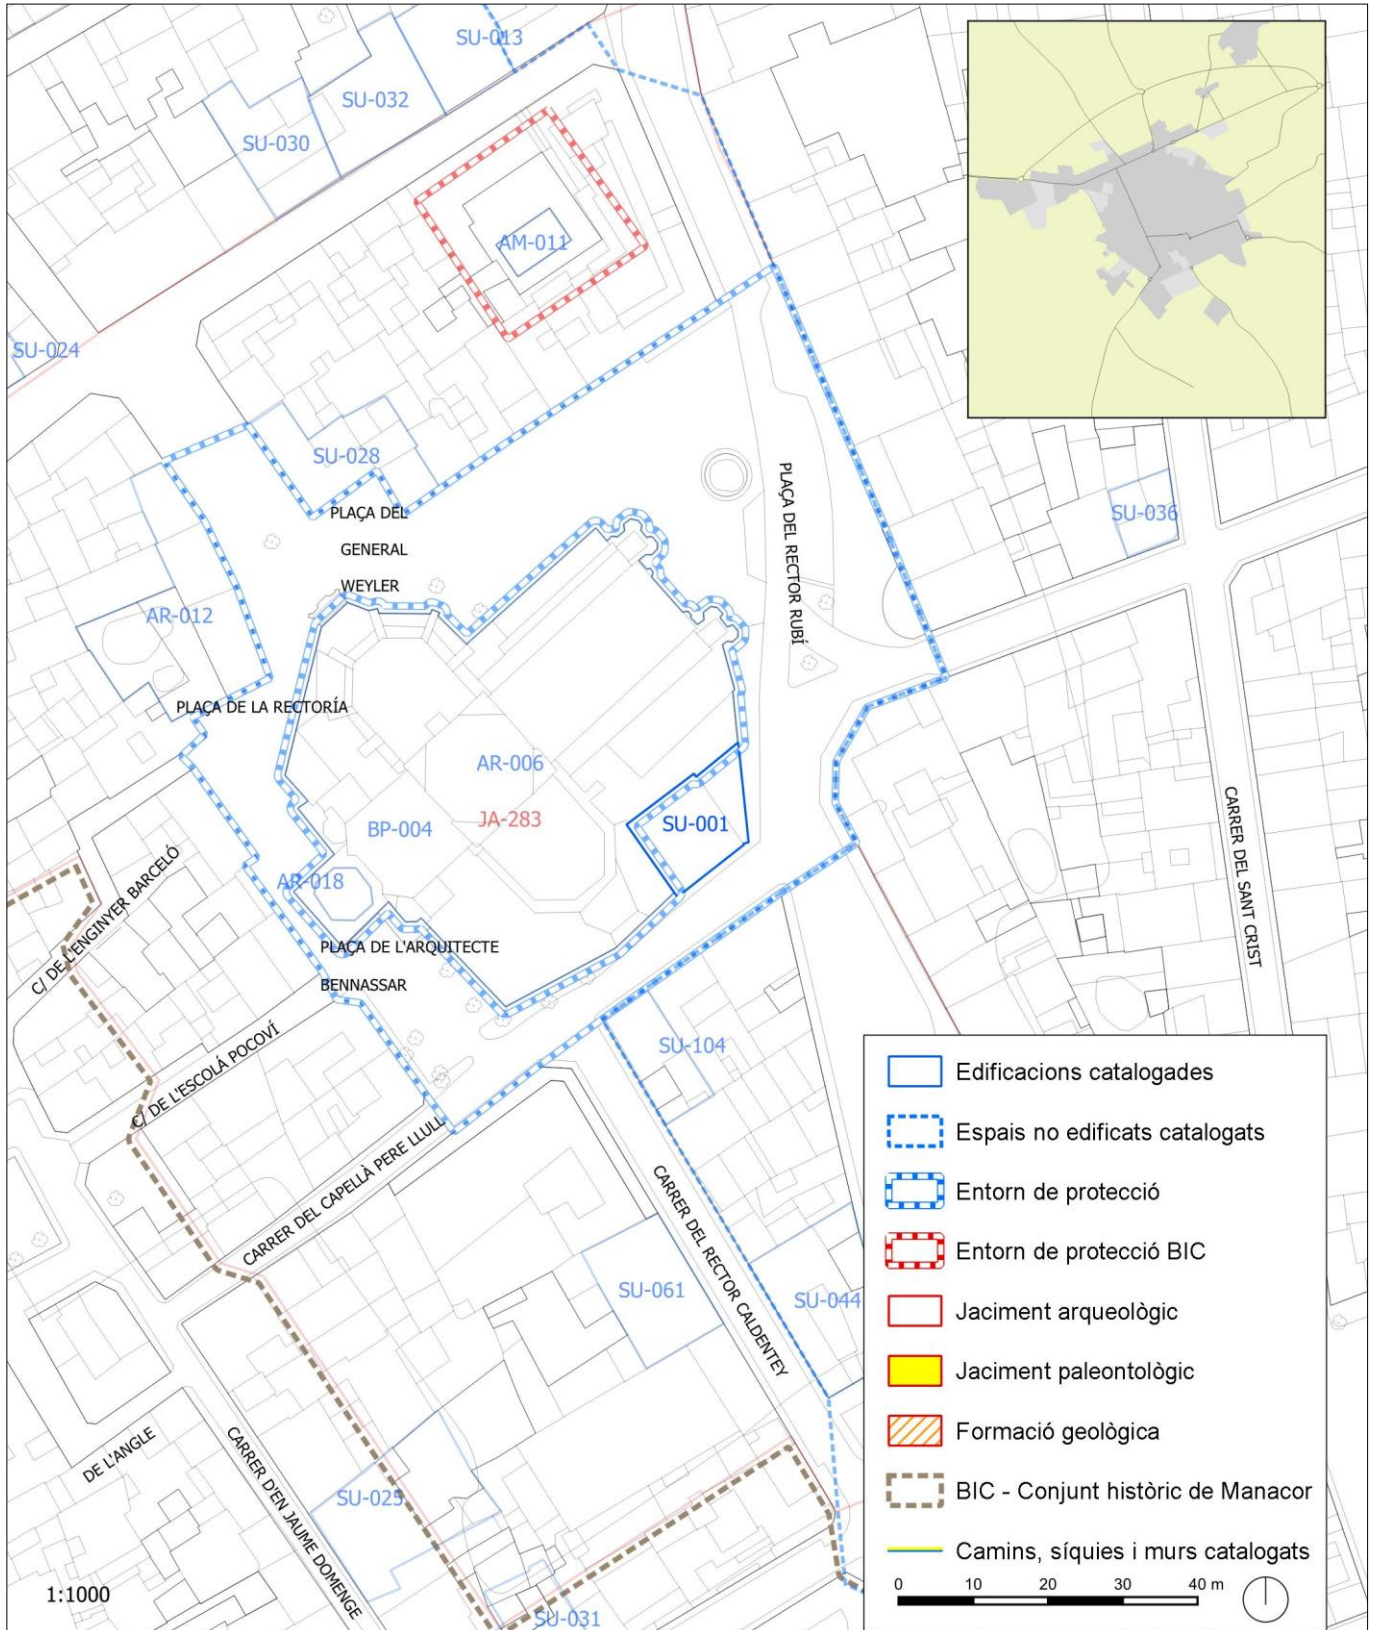 SU-013
SU-032
SU-030
AM-011
SU-024
SU-028
PLAÇA DEL
GENERAL
WEYLER
PLAÇA DEL RECTOR RUBÍ
SU-036
AR-012
PLAÇA DE LA RECTORÍA
AR-006
JA-283
BP-004
SU-001
AR-018
CARRER DEL SANT CRIST
C/ DE L'ENGINYER BARCELÓ
PLAÇA DE L'ARQUITECTE
BENNASSAR
C/ DE L'ESCOLÀ POCOVÍ
SU-104
CARRER DEL CAPELLÀ PERE LLULL
CARRER DEL RECTOR CALDENTEY
SU-061
SU-044
DE L'ANGLE
CARRER D'EN JAUME DOMENGE
SU-025
SU-031
1:1000
Edificacions catalogades
Espais no edificats catalogats
Entorn de protecció
Entorn de protecció BIC
Jaciment arqueològic
Jaciment paleontològic
Formació geològica
BIC - Conjunt històric de Manacor
Camins, síquies i murs catalogats
0 10 20 30 40 m